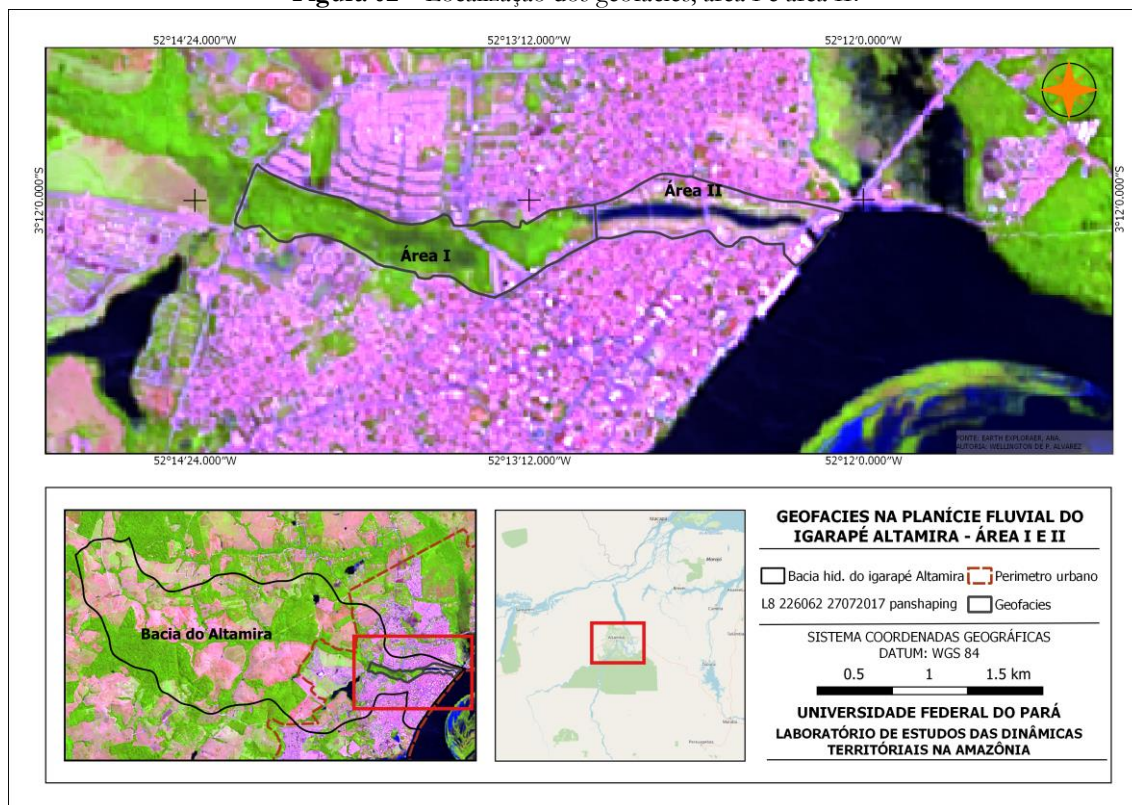 Figura 02 – Localização dos geofácies, área I e área II.
52°14'24.000"W
52°13'12.000"W
52°12'0.000"W
3°12'0.000"S
3°12'0.000"S
Área I
Área II
FONTE: EARTH EXPLORAER, ANA.
AUTORIA: WELLINGTON DE P. ALVAREZ
52°14'24.000"W
52°13'12.000"W
52°12'0.000"W
Bacia do Altamira
GEOFACIES NA PLANÍCIE FLUVIAL DO
IGARAPÉ ALTAMIRA - ÁREA I E II
Bacia hid. do igarapé Altamira
Perimetro urbano
L8 226062 27072017 panshaping
Geofacies
SISTEMA COORDENADAS GEOGRÁFICAS
DATUM: WGS 84
0.5 1 1.5 km
UNIVERSIDADE FEDERAL DO PARÁ
LABORATÓRIO DE ESTUDOS DAS DINÂMICAS
TERRITÓRIAIS NA AMAZÔNIA